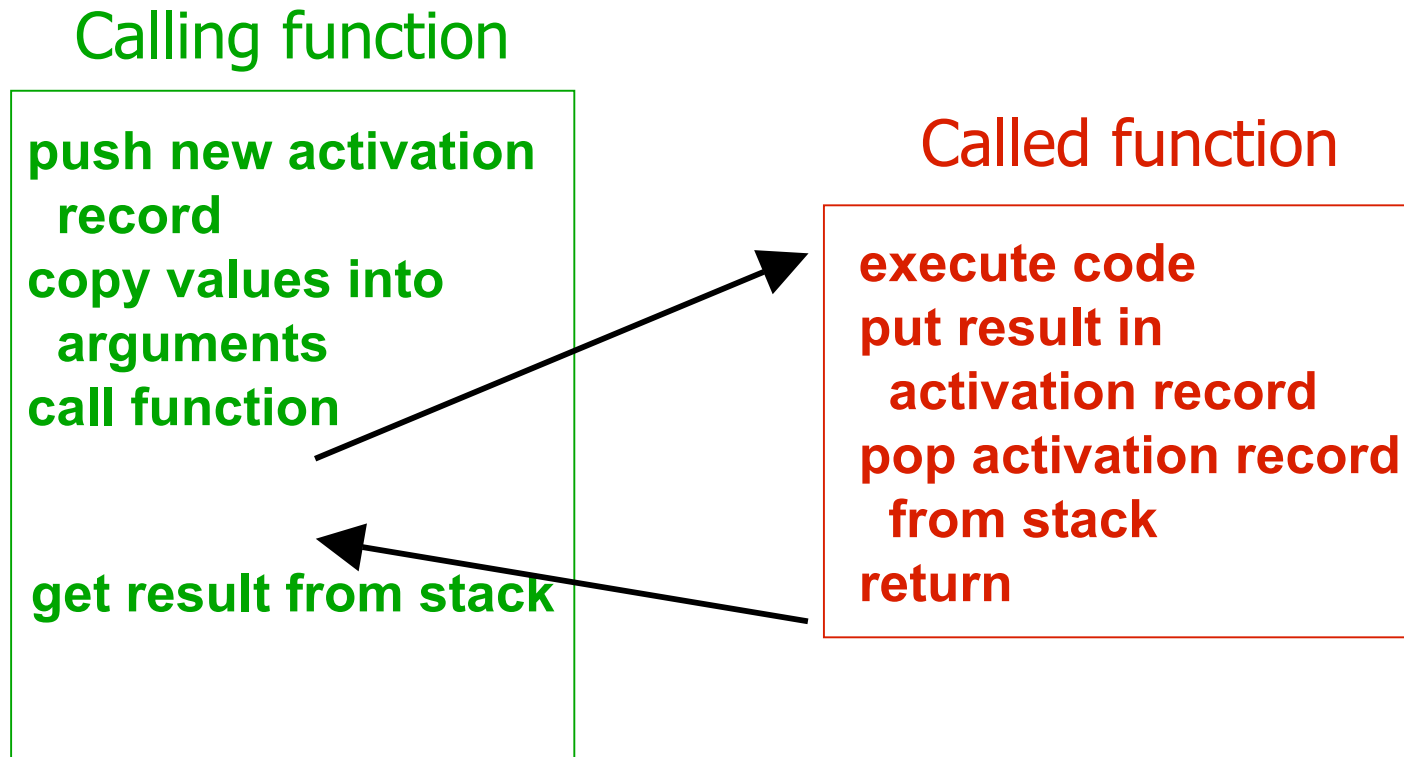 Calling function
push new activation
record
copy values into
arguments
call function
get result from stack
Called function
execute code
put result in
activation record
pop activation record
from stack
return